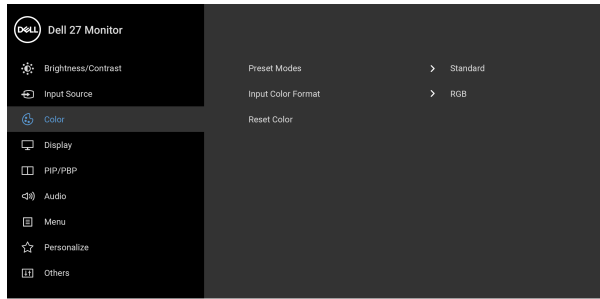 DELL Dell 27 Monitor
Brightness/Contrast Preset Modes > Standard
Input Source Input Color Format > RGB
Color Reset Color
Display
PIP/PBP
Audio
Menu
Personalize
Others